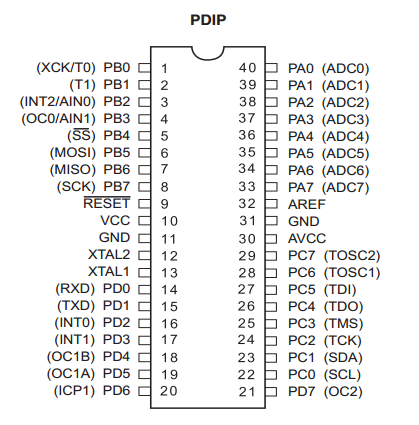 PDIP
(XCK/T0) PB0 1 40 PA0 (ADC0)
(T1) PB1 2 39 PA1 (ADC1)
(INT2/AIN0) PB2 3 38 PA2 (ADC2)
(OC0/AIN1) PB3 4 37 PA3 (ADC3)
(SS) PB4 5 36 PA4 (ADC4)
(MOSI) PB5 6 35 PA5 (ADC5)
(MISO) PB6 7 34 PA6 (ADC6)
(SCK) PB7 8 33 PA7 (ADC7)
RESET 9 32 AREF
VCC 10 31 GND
GND 11 30 AVCC
XTAL2 12 29 PC7 (TOSC2)
XTAL1 13 28 PC6 (TOSC1)
(RXD) PD0 14 27 PC5 (TDI)
(TXD) PD1 15 26 PC4 (TDO)
(INT0) PD2 16 25 PC3 (TMS)
(INT1) PD3 17 24 PC2 (TCK)
(OC1B) PD4 18 23 PC1 (SDA)
(OC1A) PD5 19 22 PC0 (SCL)
(ICP1) PD6 20 21 PD7 (OC2)